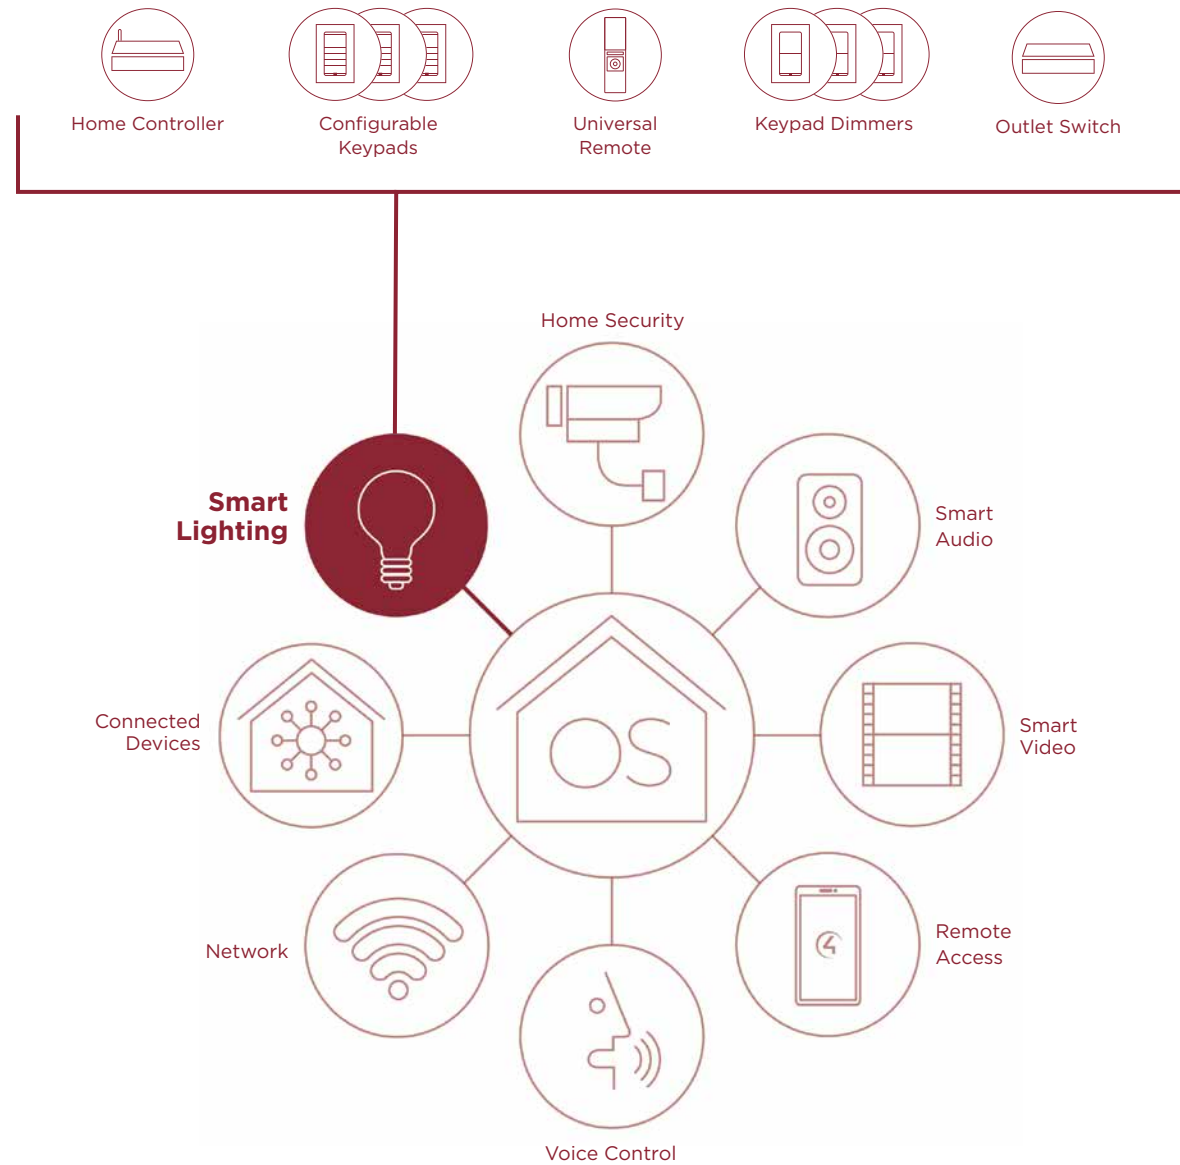 Home Controller
Configurable
Keypads
Universal
Remote
Keypad Dimmers
Outlet Switch
Home Security
Smart
Lighting
Smart
Audio
OS
Connected
Devices
Smart
Video
Network
Remote
Access
Voice Control